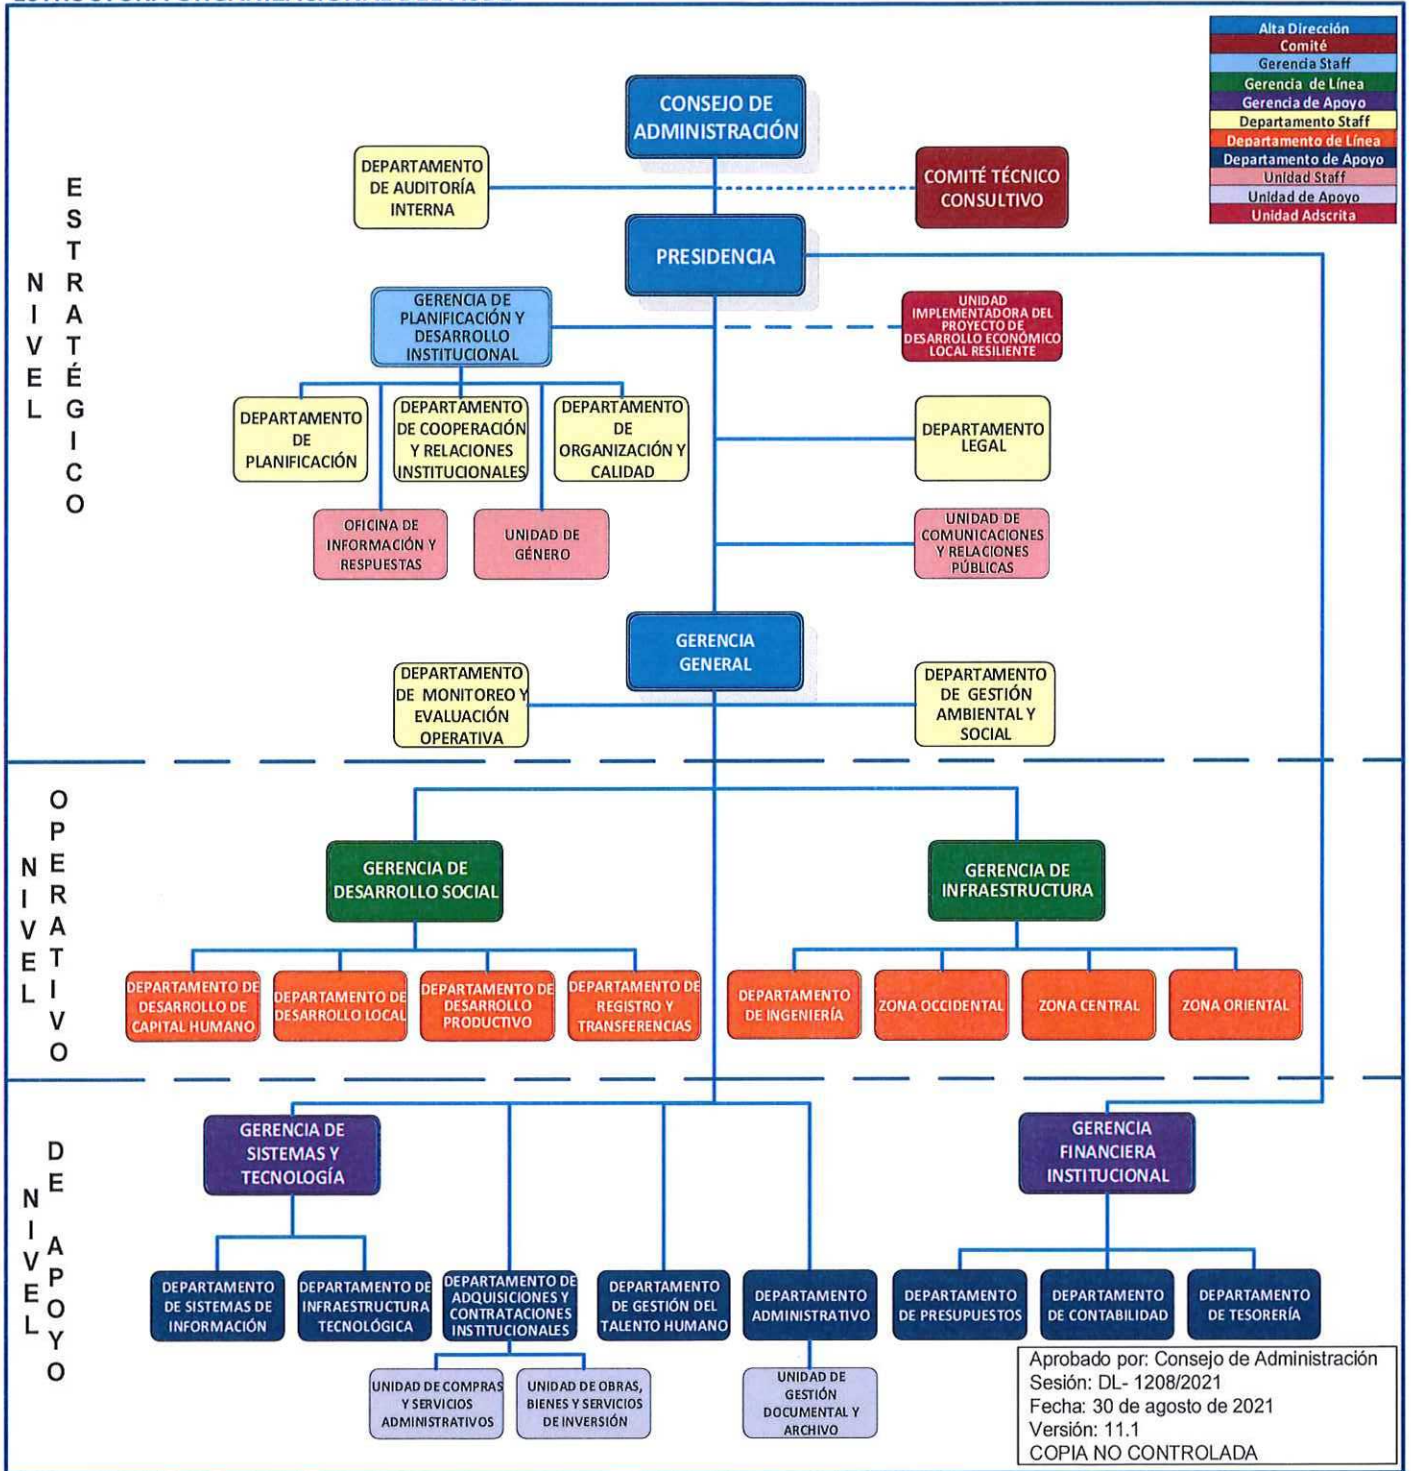 Alta Dirección
Comité
Gerencia Staff
Gerencia de Línea
Gerencia de Apoyo
Departamento Staff
Departamento de Línea
Departamento de Apoyo
Unidad Staff
Unidad de Apoyo
Unidad Adscrita
NIVEL
ESTRATÉGICO
CONSEJO DE
ADMINISTRACIÓN
DEPARTAMENTO
DE AUDITORÍA
INTERNA
COMITÉ TÉCNICO
CONSULTIVO
PRESIDENCIA
GERENCIA DE
PLANIFICACIÓN Y
DESARROLLO
INSTITUCIONAL
UNIDAD
IMPLEMENTADORA DEL
PROYECTO DE
DESARROLLO ECONÓMICO
LOCAL RESILIENTE
DEPARTAMENTO
DE
PLANIFICACIÓN
DEPARTAMENTO
DE COOPERACIÓN
Y RELACIONES
INSTITUCIONALES
DEPARTAMENTO
DE
ORGANIZACIÓN Y
CALIDAD
DEPARTAMENTO
LEGAL
OFICINA DE
INFORMACIÓN Y
RESPUESTAS
UNIDAD DE
GÉNERO
UNIDAD DE
COMUNICACIONES
Y RELACIONES
PÚBLICAS
GERENCIA
GENERAL
DEPARTAMENTO
DE MONITOREO Y
EVALUACIÓN
OPERATIVA
DEPARTAMENTO
DE GESTIÓN
AMBIENTAL Y
SOCIAL
NIVEL
OPERATIVO
GERENCIA DE
DESARROLLO SOCIAL
GERENCIA DE
INFRAESTRUCTURA
DEPARTAMENTO DE
DESARROLLO DE
CAPITAL HUMANO
DEPARTAMENTO DE
DESARROLLO LOCAL
DEPARTAMENTO DE
DESARROLLO
PRODUCTIVO
DEPARTAMENTO DE
REGISTRO Y
TRANSFERENCIAS
DEPARTAMENTO
DE INGENIERÍA
ZONA OCCIDENTAL
ZONA CENTRAL
ZONA ORIENTAL
NIVEL
DE APOYO
GERENCIA DE
SISTEMAS Y
TECNOLOGÍA
GERENCIA
FINANCIERA
INSTITUCIONAL
DEPARTAMENTO
DE SISTEMAS DE
INFORMACIÓN
DEPARTAMENTO DE
INFRAESTRUCTURA
TECNOLÓGICA
DEPARTAMENTO DE
ADQUISICIONES Y
CONTRATACIONES
INSTITUCIONALES
DEPARTAMENTO
DE GESTIÓN DEL
TALENTO HUMANO
DEPARTAMENTO
ADMINISTRATIVO
DEPARTAMENTO
DE PRESUPUESTOS
DEPARTAMENTO
DE CONTABILIDAD
DEPARTAMENTO
DE TESORERÍA
UNIDAD DE COMPRAS
Y SERVICIOS
ADMINISTRATIVOS
UNIDAD DE OBRAS,
BIENES Y SERVICIOS
DE INVERSIÓN
UNIDAD DE
GESTIÓN
DOCUMENTAL Y
ARCHIVO
Aprobado por: Consejo de Administración
Sesión: DL- 1208/2021
Fecha: 30 de agosto de 2021
Versión: 11.1
COPIA NO CONTROLADA